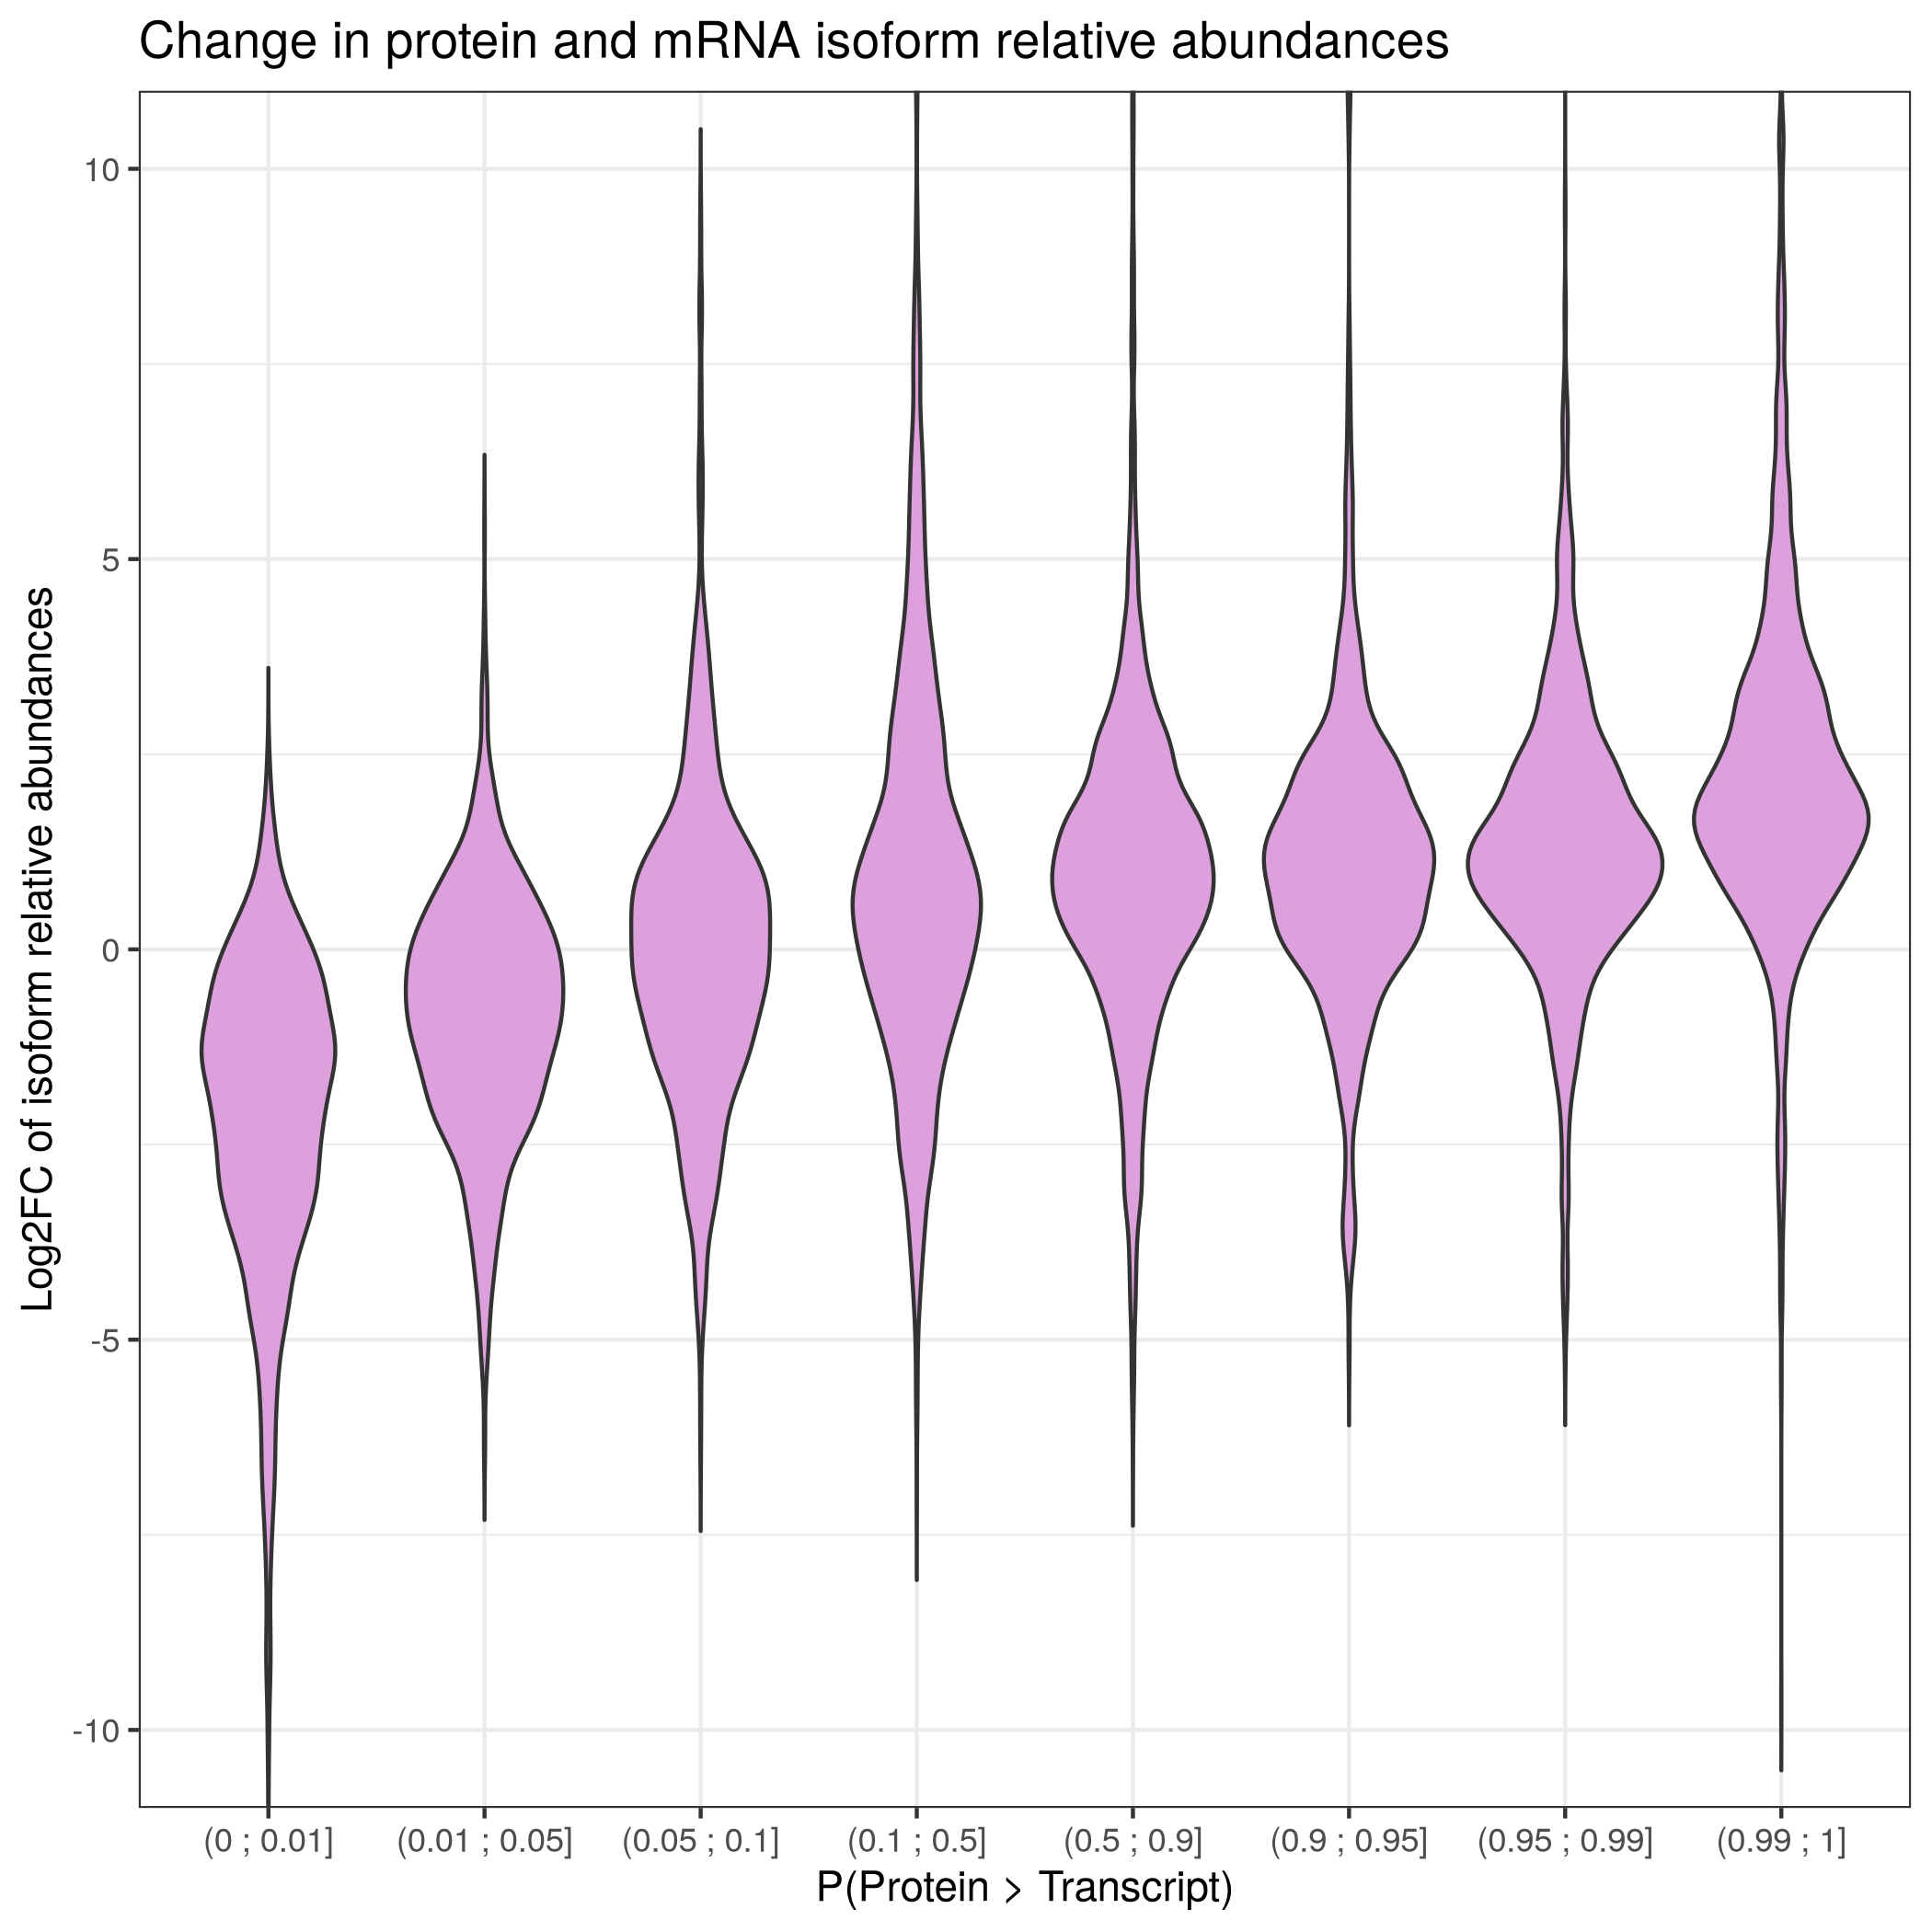 Change in protein and mRNA isoform relative abundances
Log2FC of isoform relative abundances
10
5
0
-5
-10
(0 ; 0.01]
(0.01 ; 0.05]
(0.05 ; 0.1]
(0.1 ; 0.5]
(0.5 ; 0.9]
(0.9 ; 0.95]
(0.95 ; 0.99]
(0.99 ; 1]
P(Protein > Transcript)